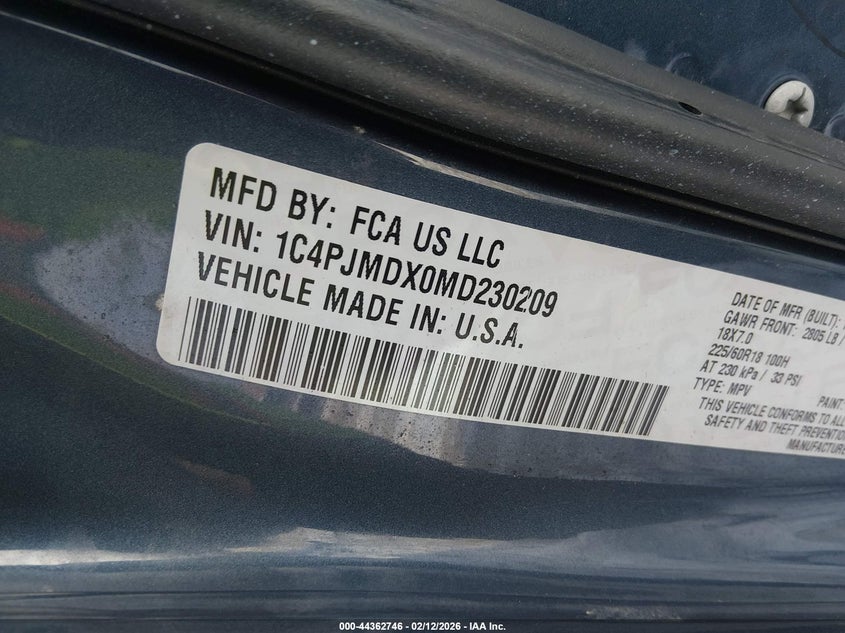 MFD BY: FCA US LLC
VIN: 1C4PJMDX0MD230209
VEHICLE MADE IN: U.S.A.
DATE OF MFR (BUILT):
GAWR FRONT: 2805 LB /
18X7.0
225/60R18 100H
AT 230 kPa / 33 PSI
TYPE: MPV
PAINT:
THIS VEHICLE CONFORMS TO ALL
SAFETY AND THEFT PREVENTION
MANUFACTURE
000-44362746 - 02/12/2026 - IAA Inc.